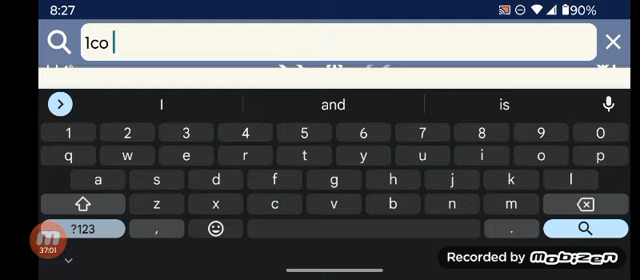 8:27 90%
1co
I and is
1 2 3 4 5 6 7 8 9 0
q w e r t y u i o p
a s d f g h j k l
z x c v b n m
?123 , .
37:01
Recorded by mobizen